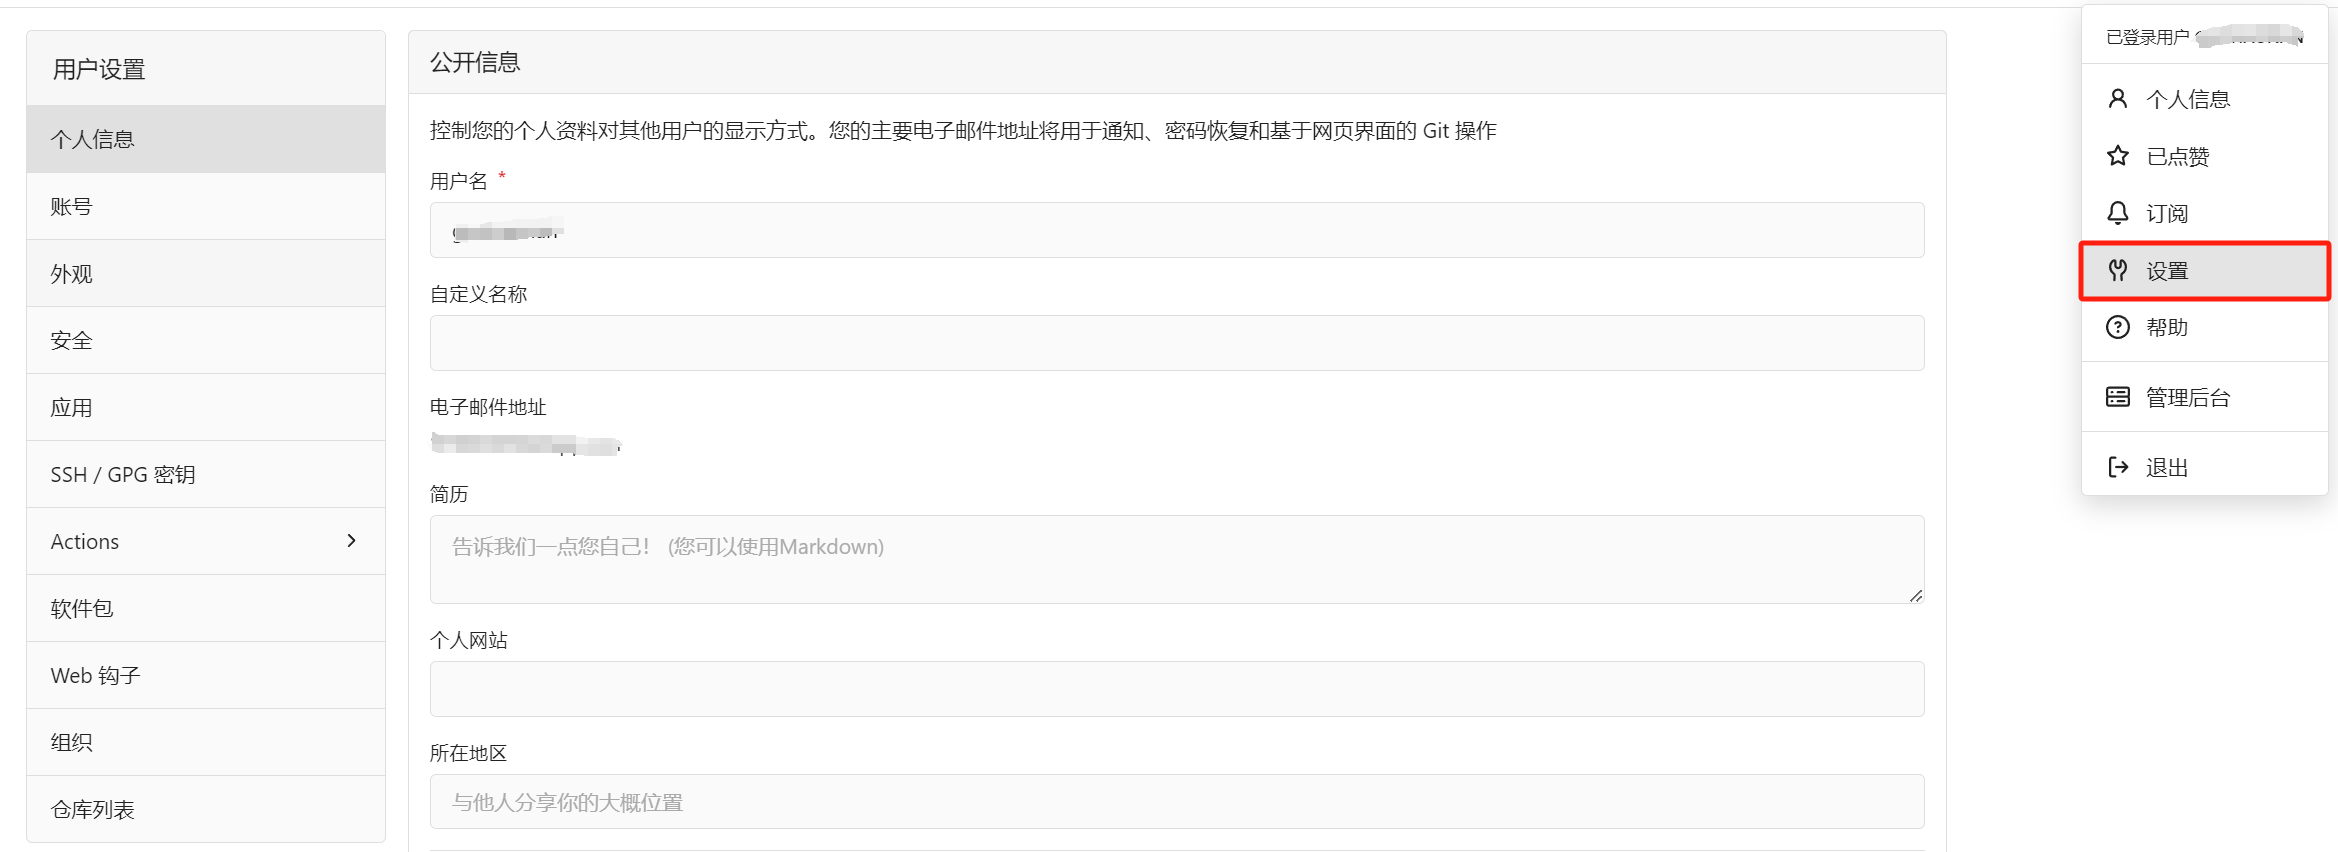 用户设置
个人信息
账号
外观
安全
应用
SSH / GPG 密钥
Actions
软件包
Web 钩子
组织
仓库列表
公开信息
控制您的个人资料对其他用户的显示方式。您的主要电子邮件地址将用于通知、密码恢复和基于网页界面的 Git 操作
用户名 *
自定义名称
电子邮件地址
简历
告诉我们一点您自己！ (您可以使用Markdown)
个人网站
所在地区
与他人分享你的大概位置
已登录用户
个人信息
已点赞
订阅
设置
帮助
管理后台
退出